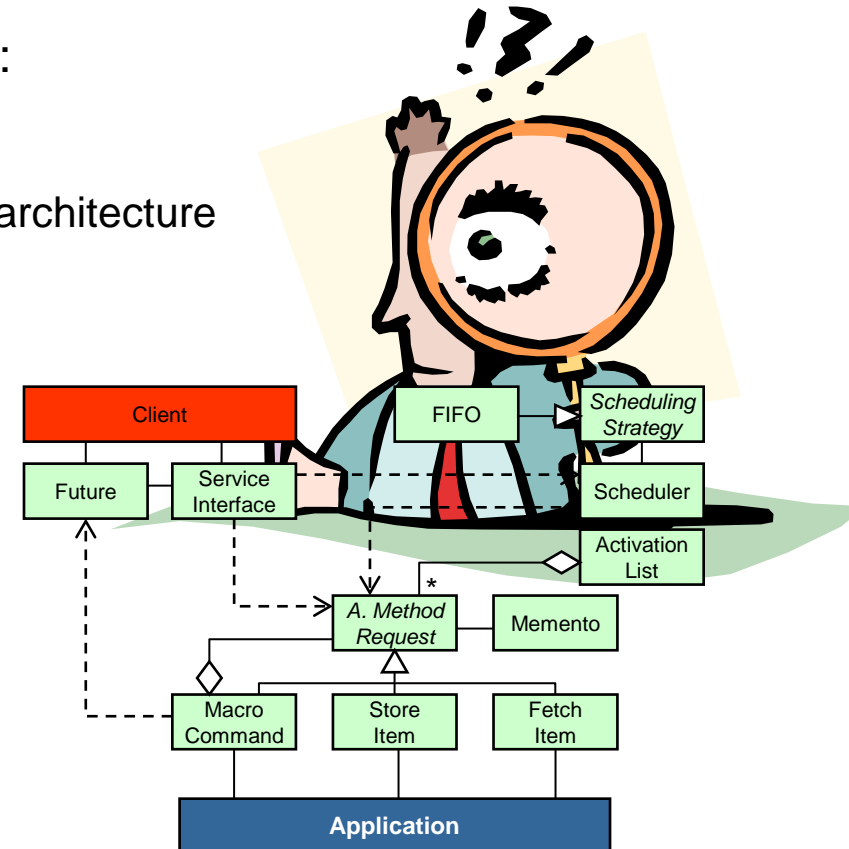 :
architecture
Client
FIFO
Scheduling
Strategy
Future
Service
Interface
Scheduler
Activation
List
*
A. Method
Request
Memento
Macro
Command
Store
Item
Fetch
Item
Application
!?!